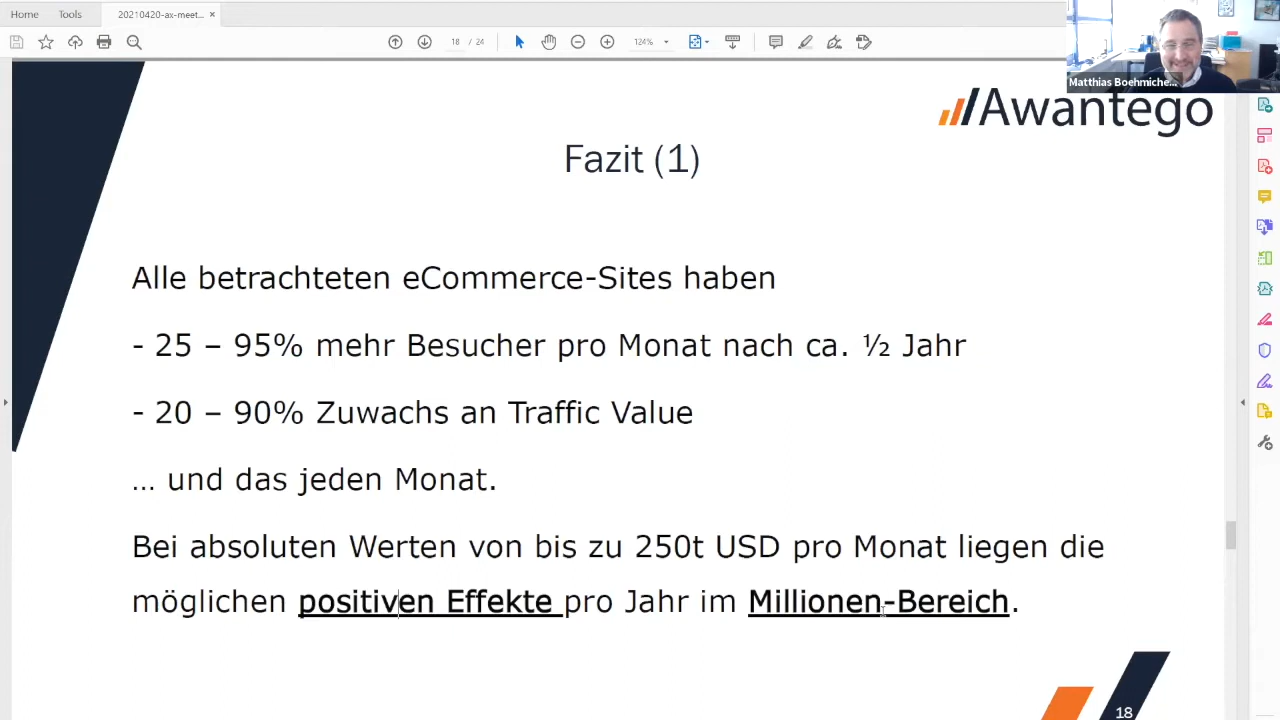 Home Tools 20210420-ax-meet... ×
18 / 24 124%
Matthias Boehmiche...
Awantego
Fazit (1)
Alle betrachteten eCommerce-Sites haben
- 25 – 95% mehr Besucher pro Monat nach ca. ½ Jahr
- 20 – 90% Zuwachs an Traffic Value
... und das jeden Monat.
Bei absoluten Werten von bis zu 250t USD pro Monat liegen die
möglichen positiven Effekte pro Jahr im Millionen-Bereich.
18